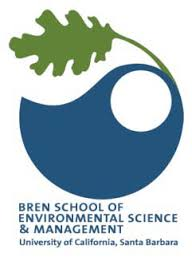 BREN SCHOOL OF
ENVIRONMENTAL SCIENCE
& MANAGEMENT
University of California, Santa Barbara